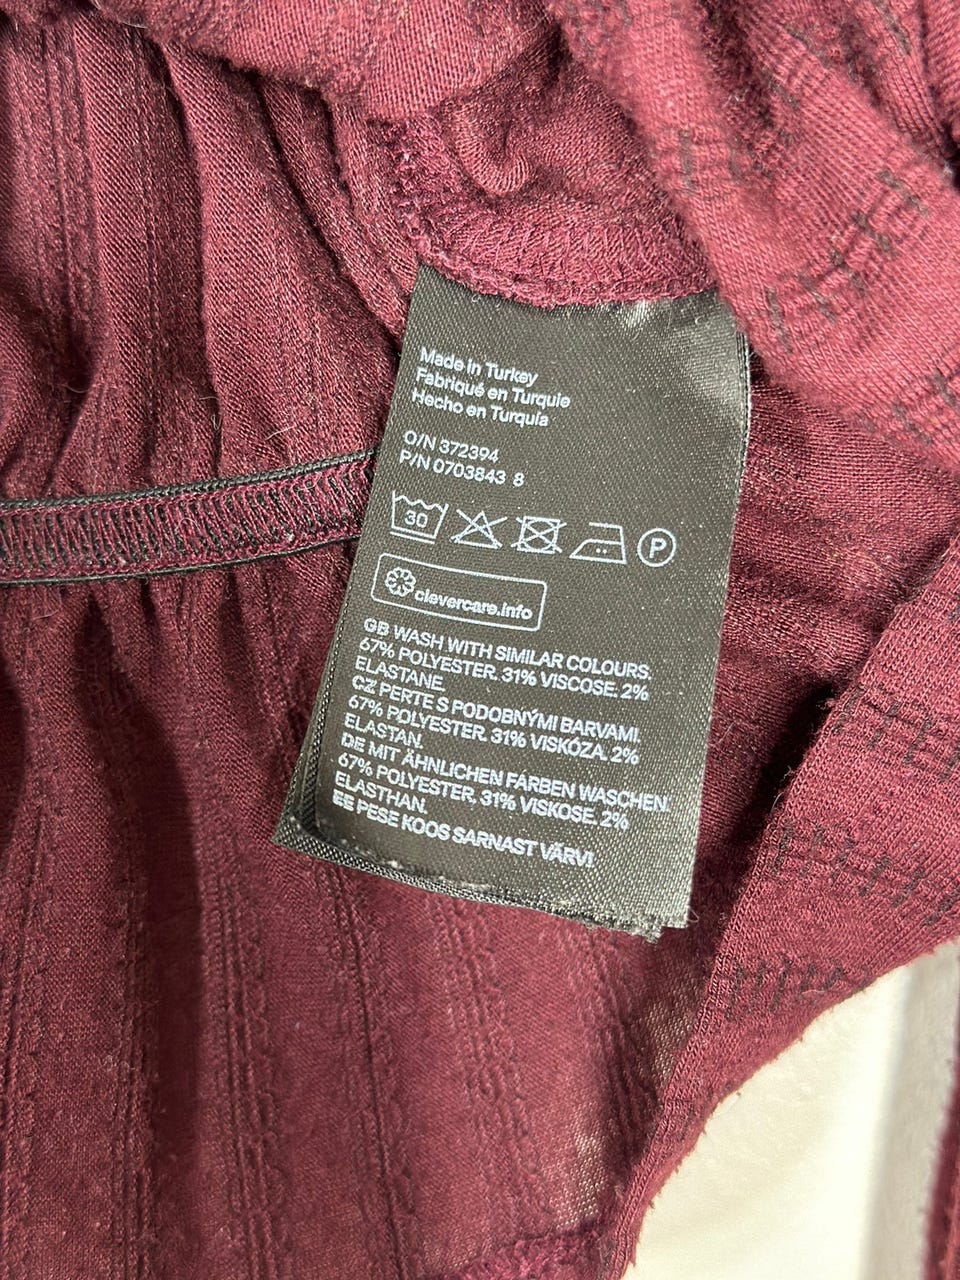 Made in Turkey
Fabriqué en Turquie
Hecho en Turquía
O/N 372394
P/N 0703843 8
30
P
clevercare.info
GB WASH WITH SIMILAR COLOURS.
67% POLYESTER. 31% VISCOSE. 2%
ELASTANE.
CZ PERTE S PODOBNÝMI BARVAMI.
67% POLYESTER. 31% VISKÓZA. 2%
ELASTAN.
DE MIT ÄHNLICHEN FARBEN WASCHEN.
67% POLYESTER. 31% VISKOSE. 2%
ELASTHAN.
EE PESE KOOS SARNAST VÄRVI